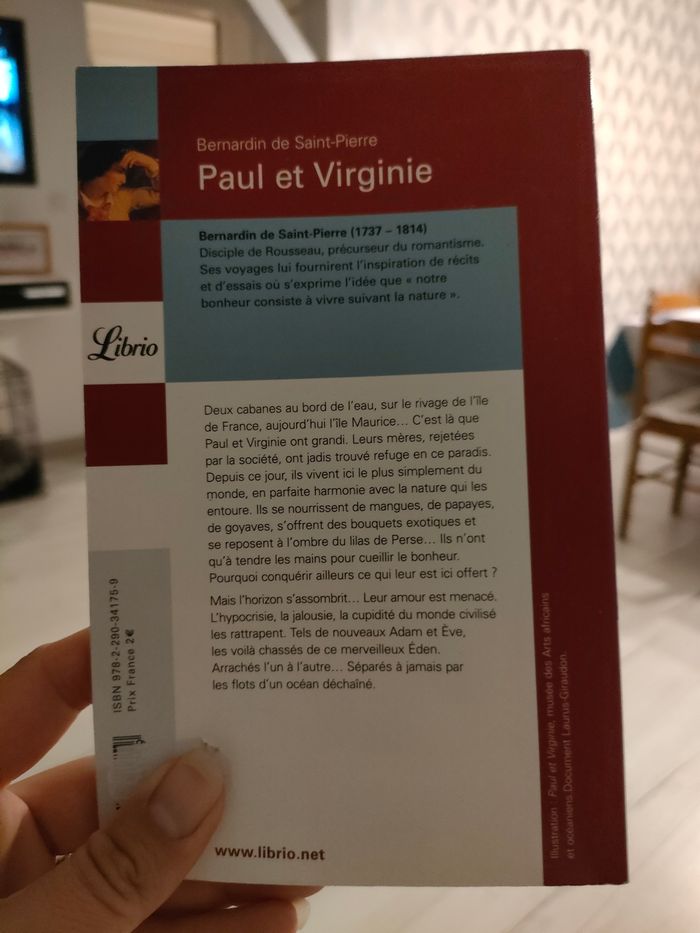 Bernardin de Saint-Pierre
Paul et Virginie
Bernardin de Saint-Pierre (1737 – 1814)
Disciple de Rousseau, précurseur du romantisme.
Ses voyages lui fournirent l'inspiration de récits
et d'essais où s'exprime l'idée que « notre
bonheur consiste à vivre suivant la nature ».
Librio
Deux cabanes au bord de l'eau, sur le rivage de l'île
de France, aujourd'hui l'île Maurice... C'est là que
Paul et Virginie ont grandi. Leurs mères, rejetées
par la société, ont jadis trouvé refuge en ce paradis.
Depuis ce jour, ils vivent ici le plus simplement du
monde, en parfaite harmonie avec la nature qui les
entoure. Ils se nourrissent de mangues, de papayes,
de goyaves, s'offrent des bouquets exotiques et
se reposent à l'ombre du lilas de Perse... Ils n'ont
qu'à tendre les mains pour cueillir le bonheur.
Pourquoi conquérir ailleurs ce qui leur est ici offert ?
Mais l'horizon s'assombrit... Leur amour est menacé.
L'hypocrisie, la jalousie, la cupidité du monde civilisé
les rattrapent. Tels de nouveaux Adam et Ève,
les voilà chassés de ce merveilleux Éden.
Arrachés l'un à l'autre... Séparés à jamais par
les flots d'un océan déchaîné.
ISBN 978-2-290-34175-9
Prix France 2€
www.librio.net
Illustration : Paul et Virginie, musée des Arts africains
et océaniens.Document Laurus-Giraudon.